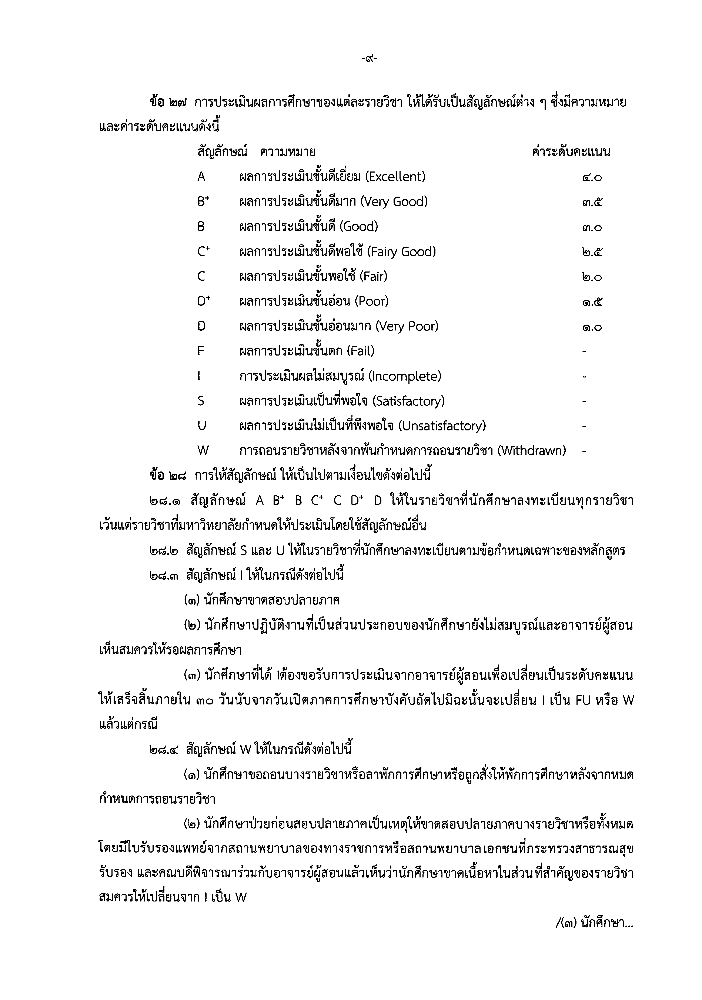 -๙-
ข้อ ๒๗ การประเมินผลการศึกษาของแต่ละรายวิชา ให้ได้รับเป็นสัญลักษณ์ต่าง ๆ ซึ่งมีความหมาย
และค่าระดับคะแนนดังนี้
สัญลักษณ์ ความหมาย ค่าระดับคะแนน
A ผลการประเมินขั้นดีเยี่ยม (Excellent) ๔.๐
B⁺ ผลการประเมินขั้นดีมาก (Very Good) ๓.๕
B ผลการประเมินขั้นดี (Good) ๓.๐
C⁺ ผลการประเมินขั้นดีพอใช้ (Fairy Good) ๒.๕
C ผลการประเมินขั้นพอใช้ (Fair) ๒.๐
D⁺ ผลการประเมินขั้นอ่อน (Poor) ๑.๕
D ผลการประเมินขั้นอ่อนมาก (Very Poor) ๑.๐
F ผลการประเมินขั้นตก (Fail) -
I การประเมินผลไม่สมบูรณ์ (Incomplete) -
S ผลการประเมินเป็นที่พอใจ (Satisfactory) -
U ผลการประเมินไม่เป็นที่พึงพอใจ (Unsatisfactory) -
W การถอนรายวิชาหลังจากพ้นกำหนดการถอนรายวิชา (Withdrawn) -
ข้อ ๒๘ การให้สัญลักษณ์ ให้เป็นไปตามเงื่อนไขดังต่อไปนี้
๒๘.๑ สัญลักษณ์ A B⁺ B C⁺ C D⁺ D ให้ในรายวิชาที่นักศึกษาลงทะเบียนทุกรายวิชา
เว้นแต่รายวิชาที่มหาวิทยาลัยกำหนดให้ประเมินโดยใช้สัญลักษณ์อื่น
๒๘.๒ สัญลักษณ์ S และ U ให้ในรายวิชาที่นักศึกษาลงทะเบียนตามข้อกำหนดเฉพาะของหลักสูตร
๒๘.๓ สัญลักษณ์ I ให้ในกรณีดังต่อไปนี้
(๑) นักศึกษาขาดสอบปลายภาค
(๒) นักศึกษาปฏิบัติงานที่เป็นส่วนประกอบของนักศึกษายังไม่สมบูรณ์และอาจารย์ผู้สอน
เห็นสมควรให้รอผลการศึกษา
(๓) นักศึกษาที่ได้ Iต้องขอรับการประเมินจากอาจารย์ผู้สอนเพื่อเปลี่ยนเป็นระดับคะแนน
ให้เสร็จสิ้นภายใน ๓๐ วันนับจากวันเปิดภาคการศึกษาบังคับถัดไปมิฉะนั้นจะเปลี่ยน I เป็น FU หรือ W
แล้วแต่กรณี
๒๘.๔ สัญลักษณ์ W ให้ในกรณีดังต่อไปนี้
(๑) นักศึกษาขอถอนบางรายวิชาหรือลาพักการศึกษาหรือถูกสั่งให้พักการศึกษาหลังจากหมด
กำหนดการถอนรายวิชา
(๒) นักศึกษาป่วยก่อนสอบปลายภาคเป็นเหตุให้ขาดสอบปลายภาคบางรายวิชาหรือทั้งหมด
โดยมีใบรับรองแพทย์จากสถานพยาบาลของทางราชการหรือสถานพยาบาลเอกชนที่กระทรวงสาธารณสุข
รับรอง และคณบดีพิจารณาร่วมกับอาจารย์ผู้สอนแล้วเห็นว่านักศึกษาขาดเนื้อหาในส่วนที่สำคัญของรายวิชา
สมควรให้เปลี่ยนจาก I เป็น W
/(๓) นักศึกษา...